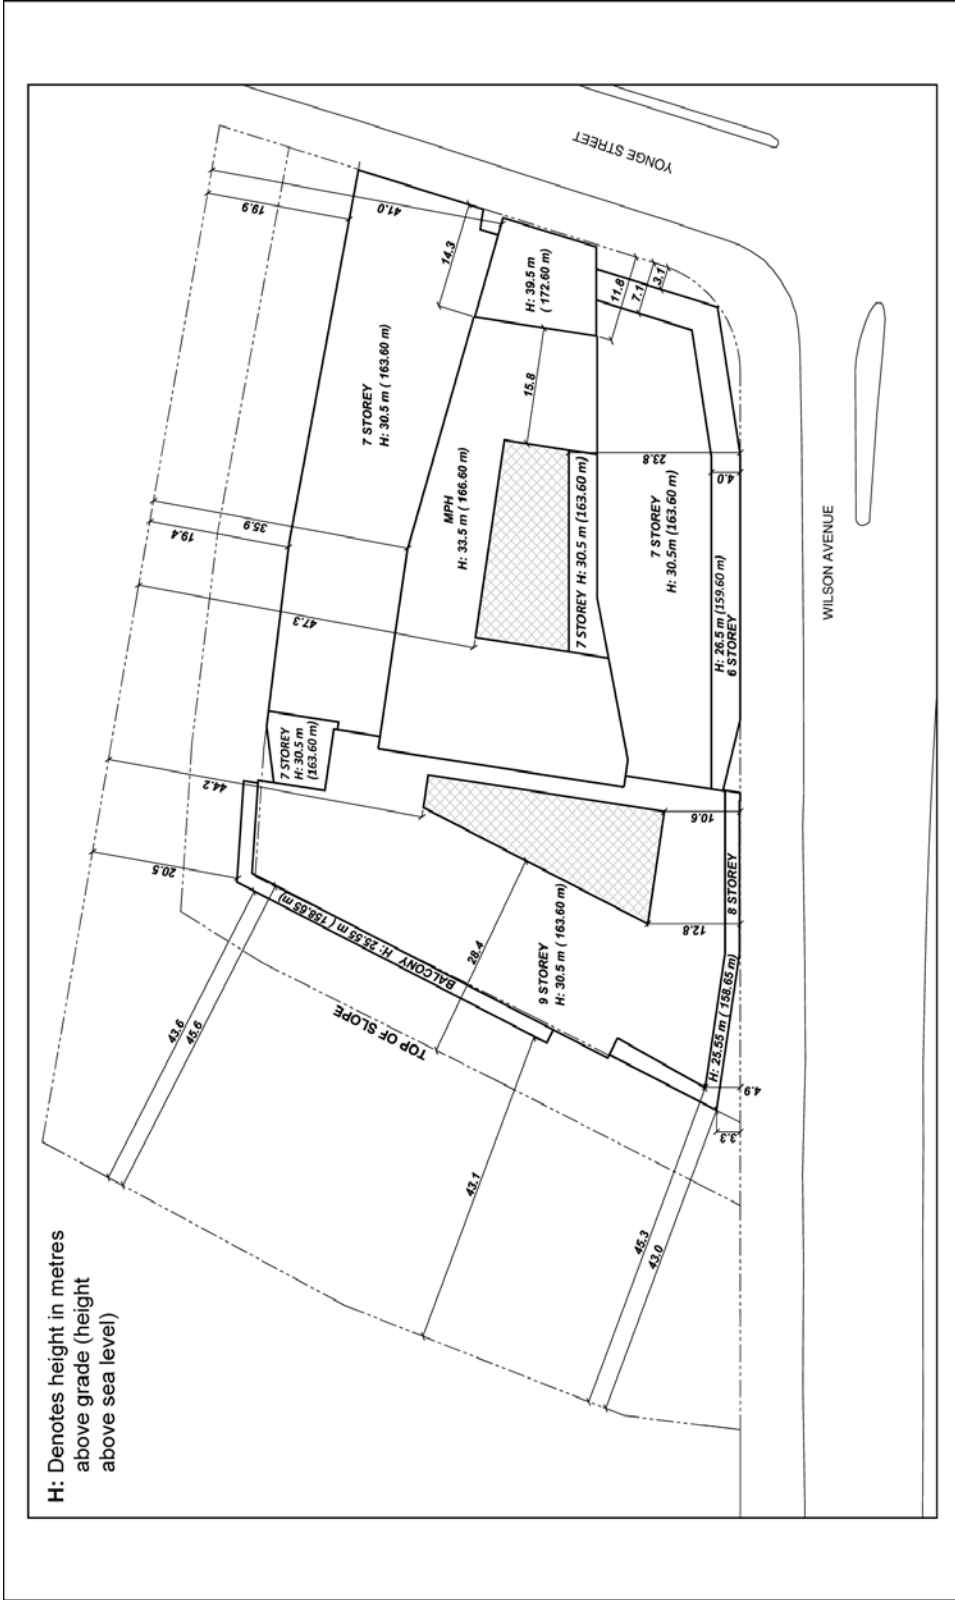 H: Denotes height in metres
above grade (height
above sea level)
YONGE STREET
WILSON AVENUE
TOP OF SLOPE
19.9
41.0
14.3
H: 39.5 m
( 172.60 m)
11.8
7.1
3.1
7 STOREY
H: 30.5 m ( 163.60 m)
15.8
MPH
H: 33.5 m ( 166.60 m)
7 STOREY H: 30.5 m (163.60 m)
23.8
4.0
7 STOREY
H: 30.5m (163.60 m)
H: 26.5 m (159.60 m)
6 STOREY
35.9
19.4
47.3
7 STOREY
H: 30.5 m
(163.60 m)
44.2
20.5
10.6
12.8
8 STOREY
H: 25.55 m ( 158.65 m)
9 STOREY
H: 30.5 m ( 163.60 m)
28.4
BALCONY H: 25.55 m ( 158.65 m)
43.6
45.6
43.1
45.3
43.0
4.9
3.3